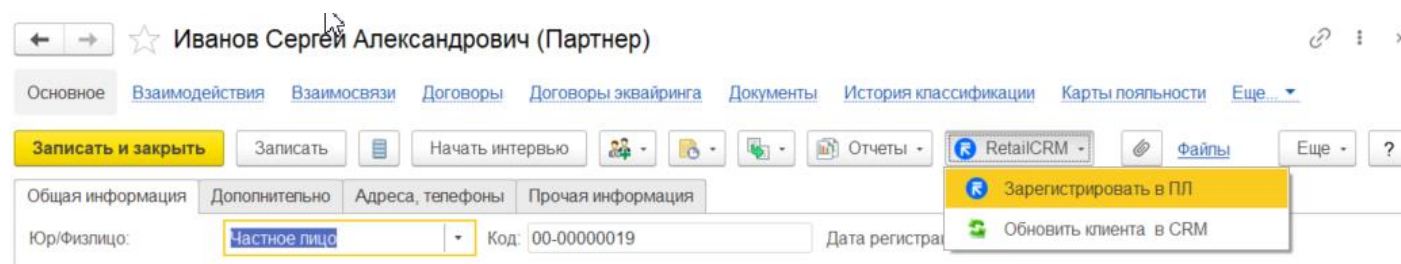 Иванов Сергей Александрович (Партнер)
Основное Взаимодействия Взаимосвязи Договоры Договоры эквайринга Документы История классификации Карты лояльности Еще...
Записать и закрыть Записать Начать интервью Отчеты RetailCRM Файлы Еще ?
Общая информация Дополнительно Адреса, телефоны Прочая информация Зарегистрировать в ПЛ
Юр/Физлицо: Частное лицо Код: 00-00000019 Дата регистрац Обновить клиента в CRM